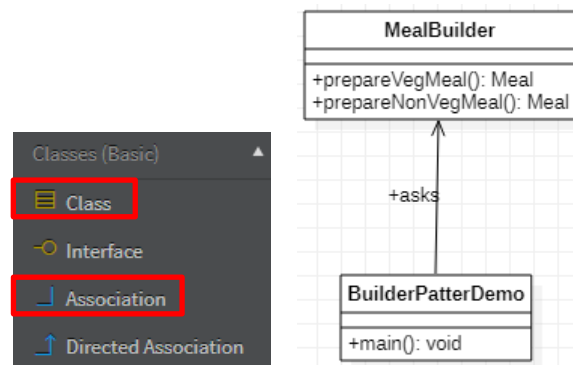 Classes (Basic)
Class
Interface
Association
Directed Association
MealBuilder
+prepareVegMeal(): Meal
+prepareNonVegMeal(): Meal
+asks
BuilderPatterDemo
+main(): void